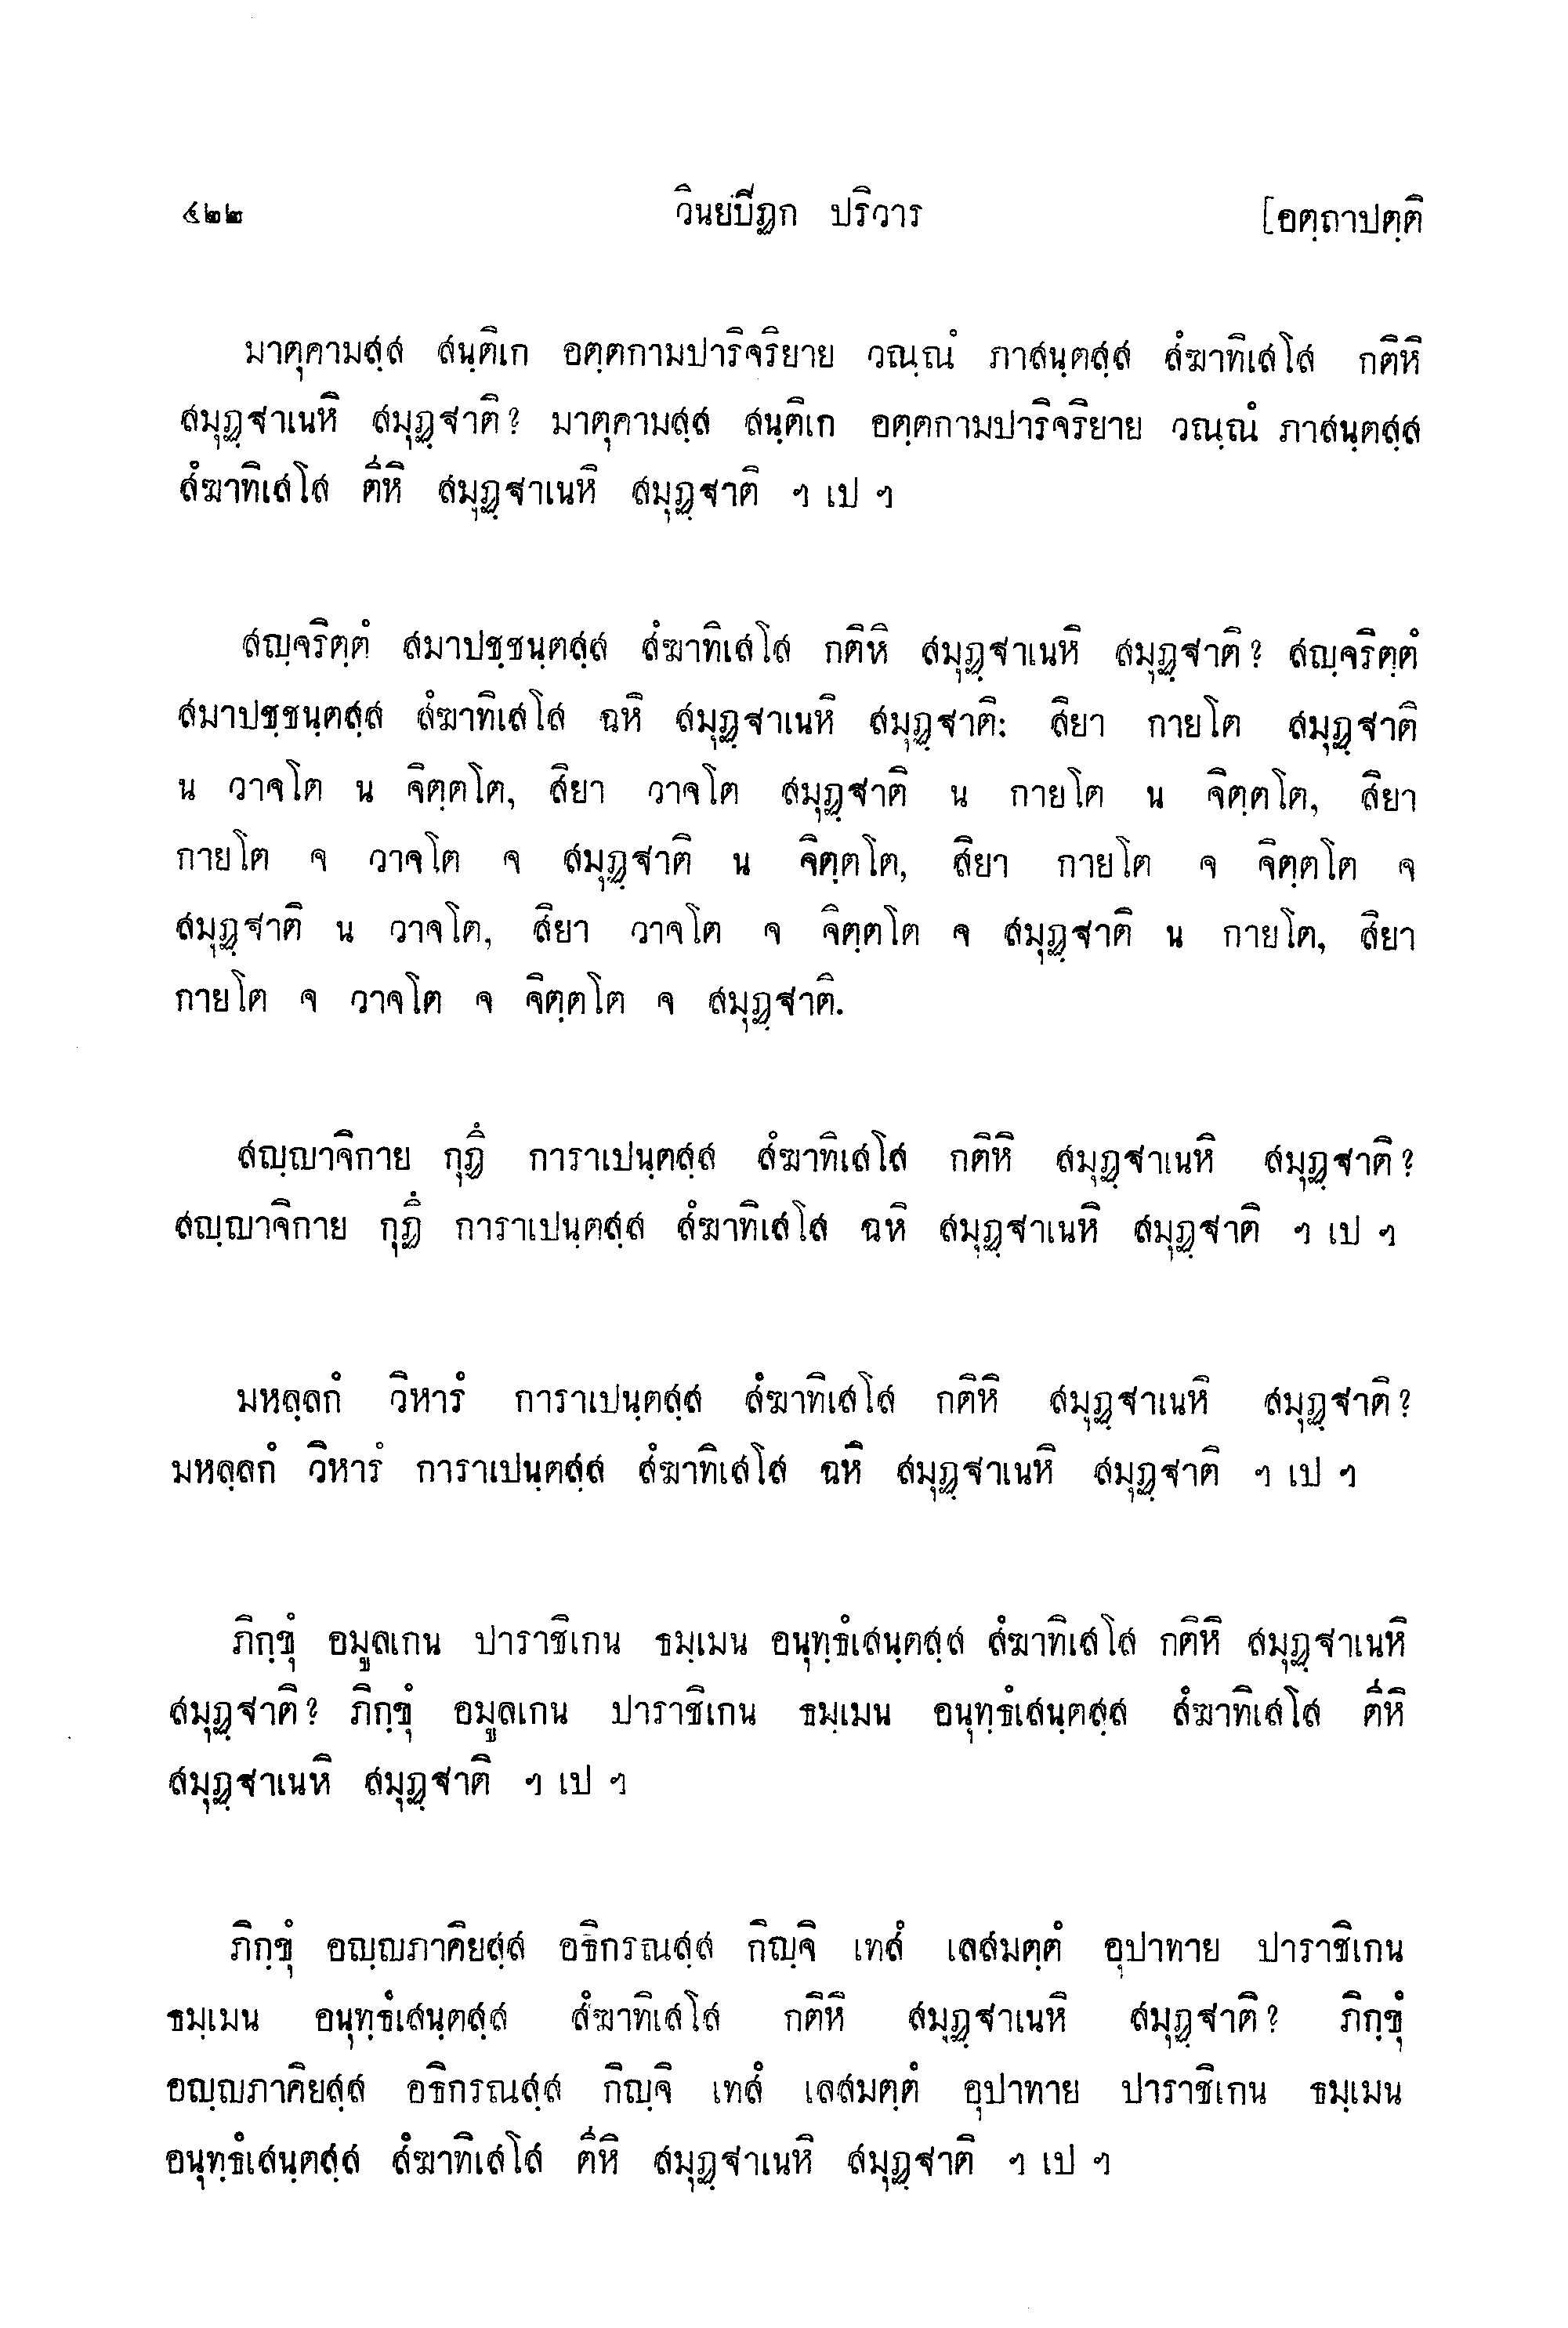 ๕๒๒ วินยปีฏก ปริวาร [อตฺถาปตฺติ
มาตุคามสฺส สนฺติเก อตฺตกามปาริจริยาย วณฺณํ ภาสนฺตสฺส สํฆาทิเสโส กตีหิ
สมุฏฺฐาเนหิ สมุฏฺฐาติ? มาตุคามสฺส สนฺติเก อตฺตกามปาริจริยาย วณฺณํ ภาสนฺตสฺส
สํฆาทิเสโส ตีหิ สมุฏฺฐาเนหิ สมุฏฺฐาติ ฯ เป ฯ
สญฺจริตฺตํ สมาปชฺชนฺตสฺส สํฆาทิเสโส กตีหิ สมุฏฺฐาเนหิ สมุฏฺฐาติ? สญฺจริตฺตํ
สมาปชฺชนฺตสฺส สํฆาทิเสโส ฉหิ สมุฏฺฐาเนหิ สมุฏฺฐาติ: สิยา กายโต สมุฏฺฐาติ
น วาจโต น จิตฺตโต, สิยา วาจโต สมุฏฺฐาติ น กายโต น จิตฺตโต, สิยา
กายโต จ วาจโต จ สมุฏฺฐาติ น จิตฺตโต, สิยา กายโต จ จิตฺตโต จ
สมุฏฺฐาติ น วาจโต, สิยา วาจโต จ จิตฺตโต จ สมุฏฺฐาติ น กายโต, สิยา
กายโต จ วาจโต จ จิตฺตโต จ สมุฏฺฐาติ.
สญฺญาจิกาย กุฏึ การาเปนฺตสฺส สํฆาทิเสโส กตีหิ สมุฏฺฐาเนหิ สมุฏฺฐาติ?
สญฺญาจิกาย กุฏึ การาเปนฺตสฺส สํฆาทิเสโส ฉหิ สมุฏฺฐาเนหิ สมุฏฺฐาติ ฯ เป ฯ
มหลฺลกํ วิหารํ การาเปนฺตสฺส สํฆาทิเสโส กตีหิ สมุฏฺฐาเนหิ สมุฏฺฐาติ?
มหลฺลกํ วิหารํ การาเปนฺตสฺส สํฆาทิเสโส ฉหิ สมุฏฺฐาเนหิ สมุฏฺฐาติ ฯ เป ฯ
ภิกฺขุํ อมูลเกน ปาราชิเกน ธมฺเมน อนุทฺธํเสนฺตสฺส สํฆาทิเสโส กตีหิ สมุฏฺฐาเนหิ
สมุฏฺฐาติ? ภิกฺขุํ อมูลเกน ปาราชิเกน ธมฺเมน อนุทฺธํเสนฺตสฺส สํฆาทิเสโส ตีหิ
สมุฏฺฐาเนหิ สมุฏฺฐาติ ฯ เป ฯ
ภิกฺขุํ อญฺญภาคิยสฺส อธิกรณสฺส กิญฺจิ เทสํ เลสมตฺตํ อุปาทาย ปาราชิเกน
ธมฺเมน อนุทฺธํเสนฺตสฺส สํฆาทิเสโส กตีหิ สมุฏฺฐาเนหิ สมุฏฺฐาติ? ภิกฺขุํ
อญฺญภาคิยสฺส อธิกรณสฺส กิญฺจิ เทสํ เลสมตฺตํ อุปาทาย ปาราชิเกน ธมฺเมน
อนุทฺธํเสนฺตสฺส สํฆาทิเสโส ตีหิ สมุฏฺฐาเนหิ สมุฏฺฐาติ ฯ เป ฯ